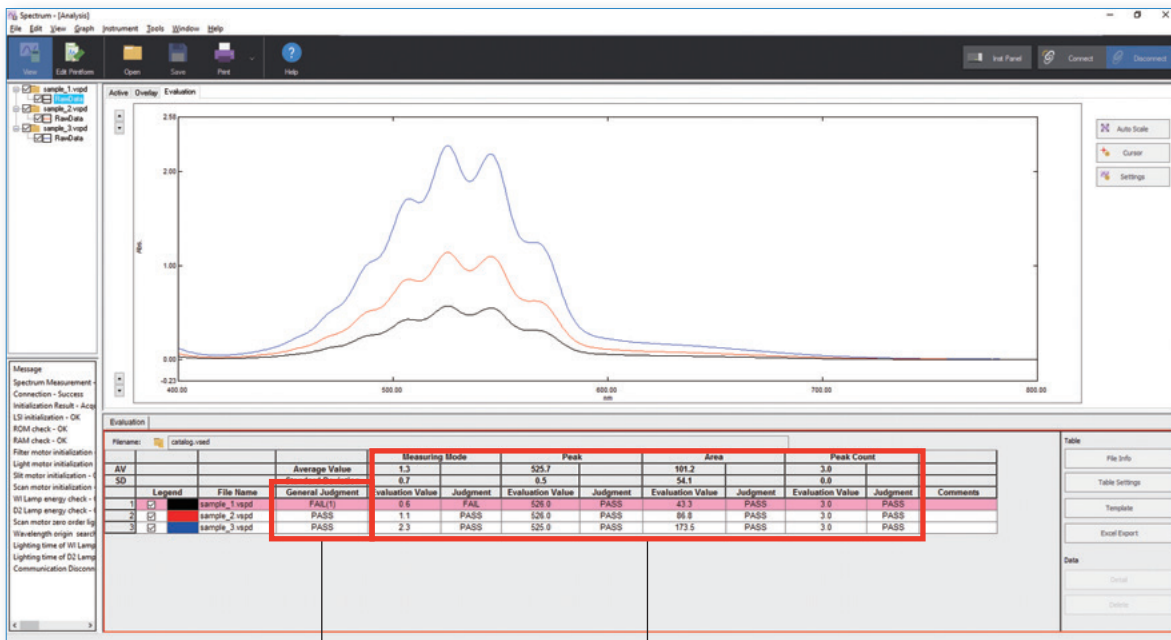 Spectrum - [Analysis]
File Edit View Graph Instrument Tools Window Help
View Edit Printform Open Save Print Help Inst Panel Connect Disconnect
sample_1.vspd
RawData
sample_2.vspd
RawData
sample_3.vspd
RawData
Active Overlay Evaluation
2.58
2.00
Abs.
1.00
0.00
-0.23
400.00 500.00 600.00 700.00 800.00
nm
Auto Scale
Cursor
Settings
Message
Spectrum Measurement -
Connection - Success
Initialization Result - Acqu
LSI initialization - OK
ROM check - OK
RAM check - OK
Filter motor initialization
Light motor initialization
Slit motor initialization -
Scan motor initialization
WI Lamp energy check -
D2 Lamp energy check -
Scan motor zero order lig
Wavelength origin search
Lighting time of WI Lamp
Lighting time of D2 Lamp
Communication Disconn
Evaluation
Filename: catalog.vsed
Measuring Mode Peak Area Peak Count
AV Average Value 1.3 525.7 101.2 3.0
SD 0.7 0.5 54.1 0.0
Legend File Name General Judgment Evaluation Value Judgment Evaluation Value Judgment Evaluation Value Judgment Evaluation Value Judgment Comments
1 sample_1.vspd FAIL(1) 0.6 FAIL 526.0 PASS 43.3 PASS 3.0 PASS
2 sample_2.vspd PASS 1.1 PASS 526.0 PASS 86.8 PASS 3.0 PASS
3 sample_3.vspd PASS 2.3 PASS 525.0 PASS 173.5 PASS 3.0 PASS
Table
File Info
Table Settings
Template
Excel Export
Data
Detail
Delete